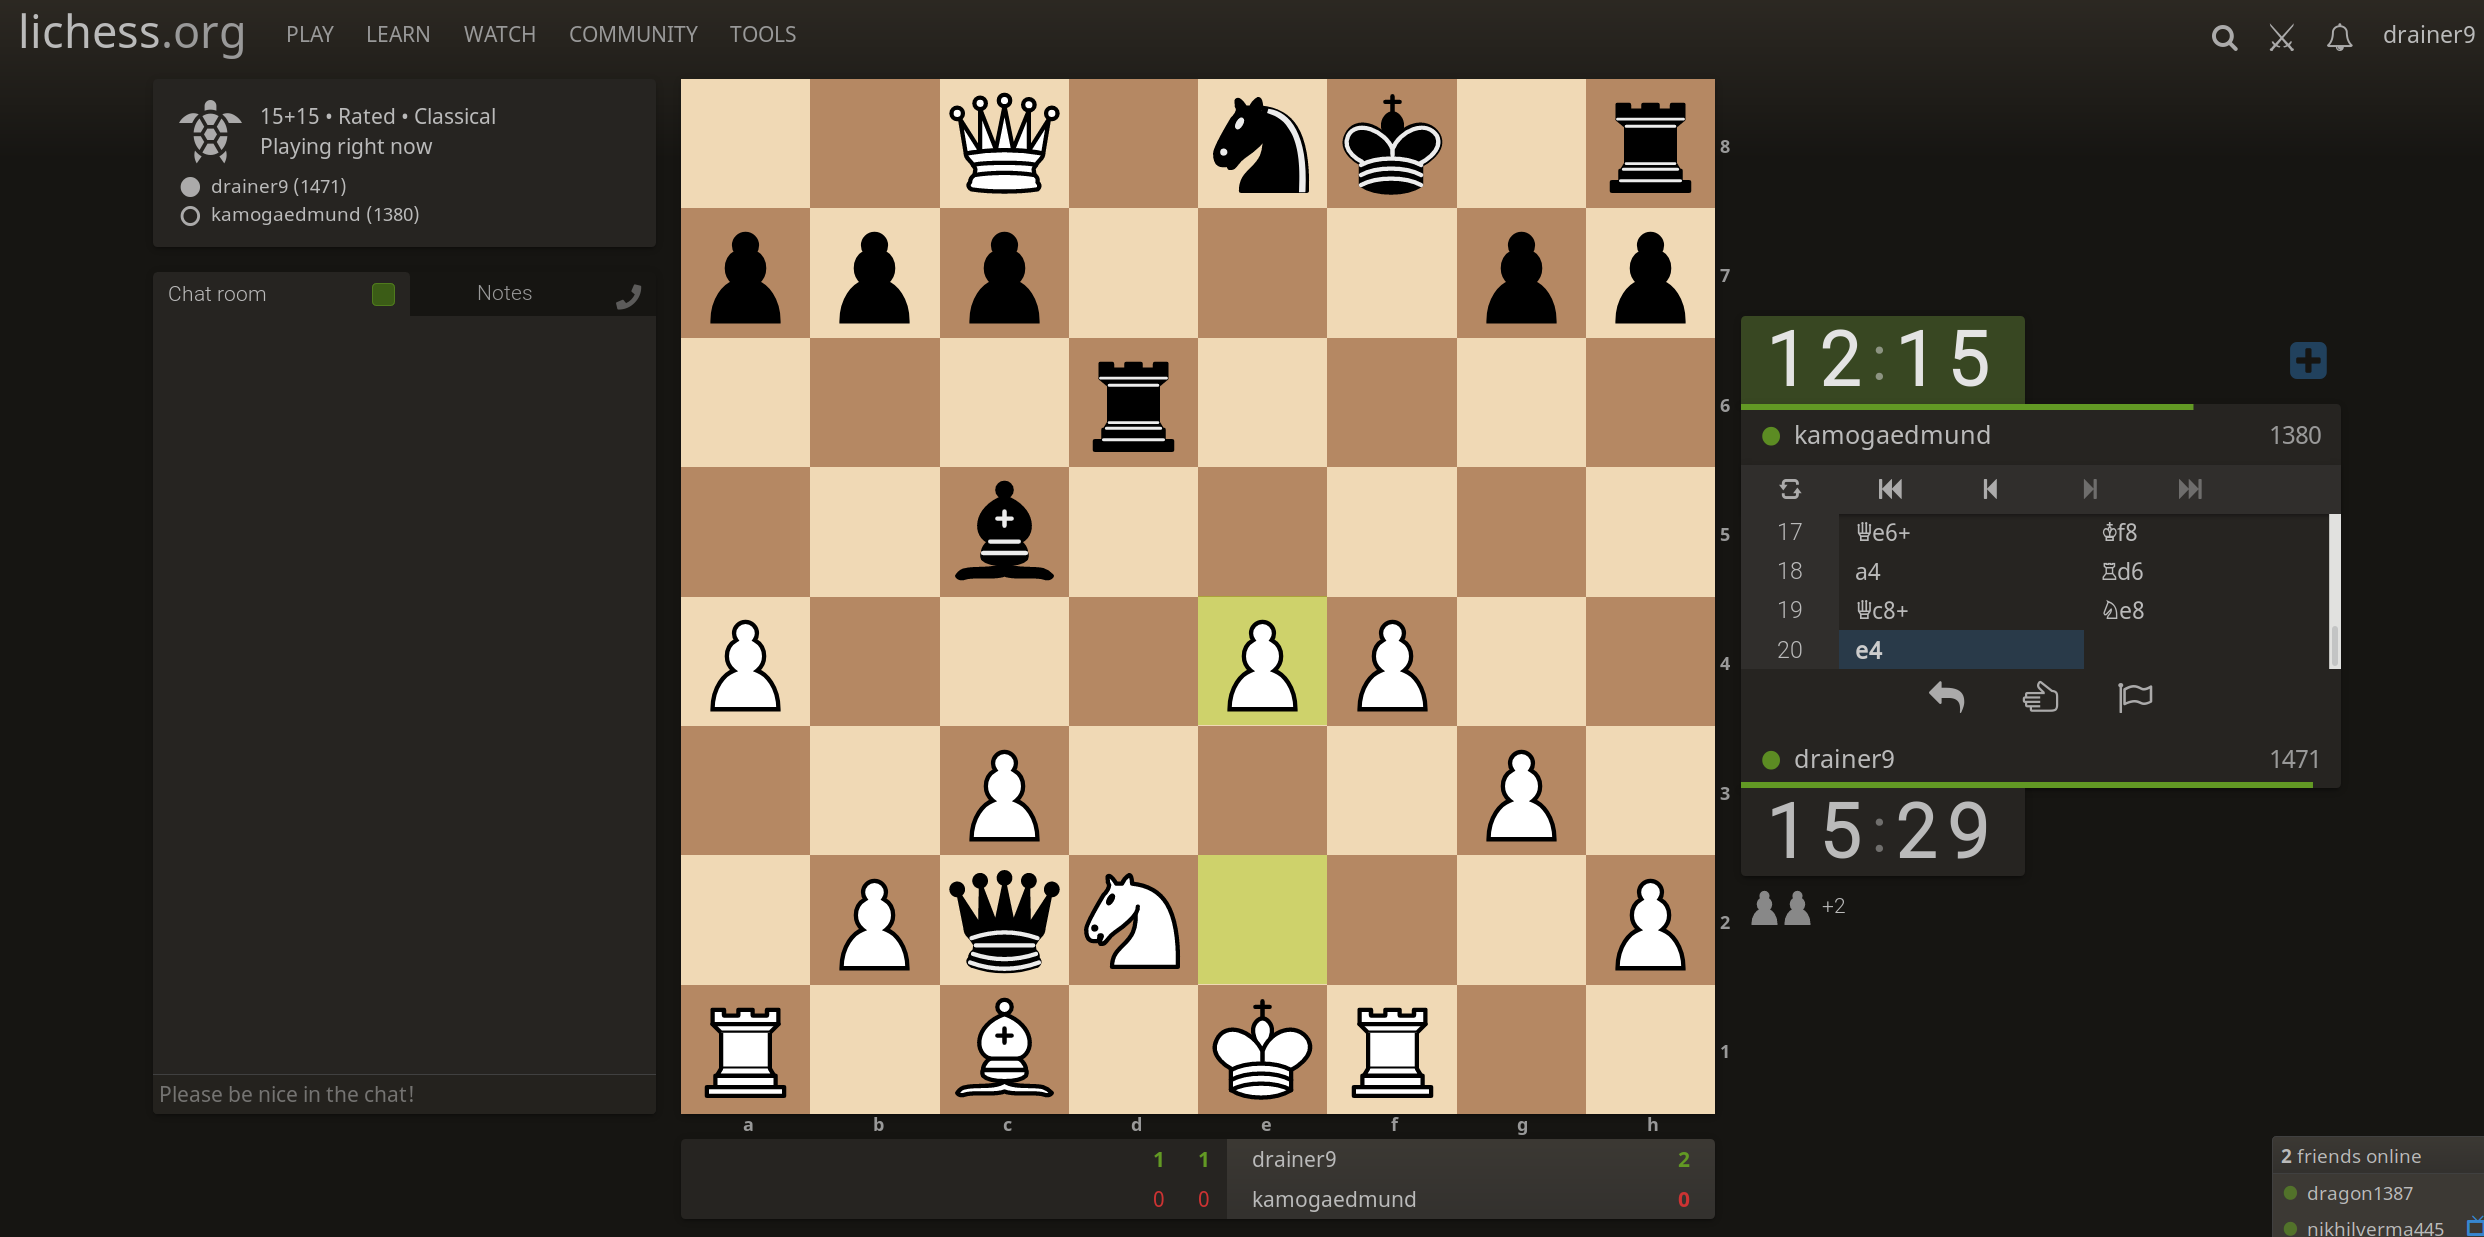 lichess.org PLAY LEARN WATCH COMMUNITY TOOLS drainer9
15+15 • Rated • Classical
Playing right now
drainer9 (1471)
kamogaedmund (1380)
Chat room Notes
Please be nice in the chat!
8
7
6
5
4
3
2
1
a b c d e f g h
1 1 drainer9 2
0 0 kamogaedmund 0
12:15
kamogaedmund 1380
17 ♕e6+ ♔f8
18 a4 ♖d6
19 ♕c8+ ♘e8
20 e4
drainer9 1471
15:29
+2
2 friends online
dragon1387
nikhilverma445